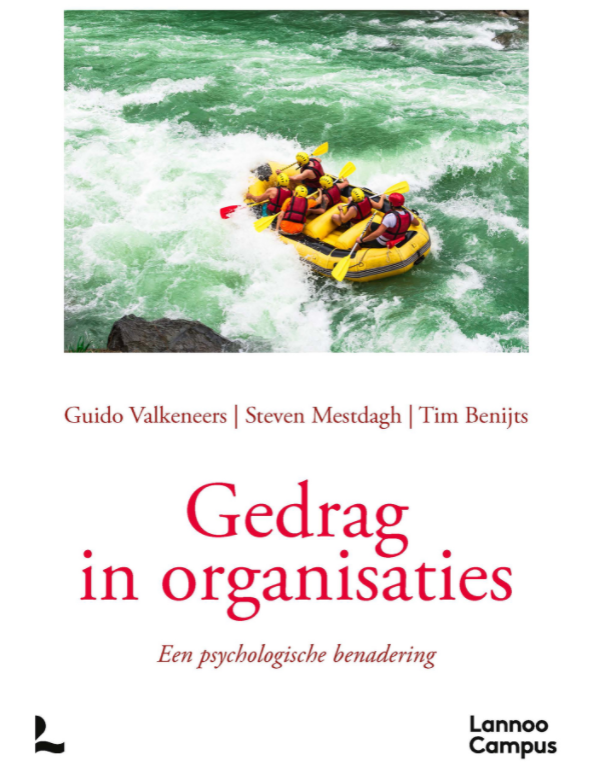 Guido Valkeneers | Steven Mestdagh | Tim Benijts
Gedrag
in organisaties
Een psychologische benadering
Lannoo
Campus